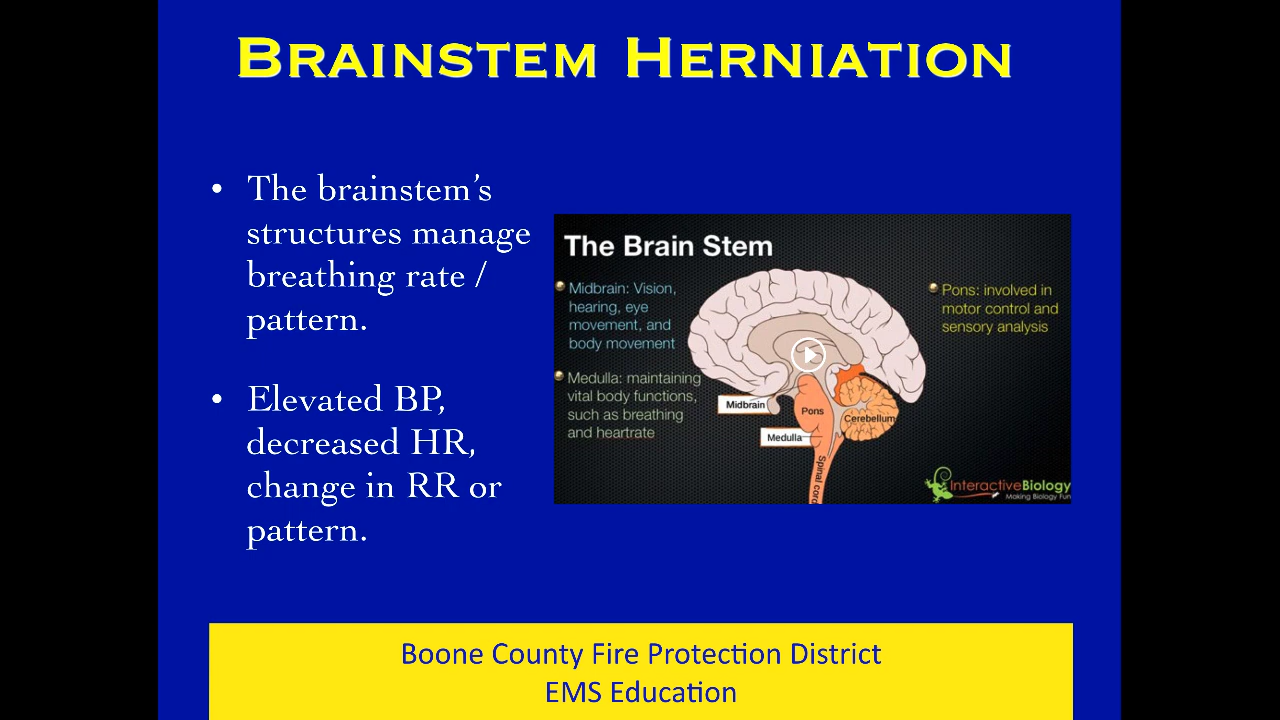 BRAINSTEM HERNIATION
• The brainstem's
structures manage
breathing rate /
pattern.
• Elevated BP,
decreased HR,
change in RR or
pattern.
The Brain Stem
Midbrain: Vision,
hearing, eye
movement, and
body movement
Medulla: maintaining
vital body functions,
such as breathing
and heartrate
Pons: involved in
motor control and
sensory analysis
Midbrain
Pons
Cerebellum
Medulla
Spinal cord
InteractiveBiology
Making Biology Fun
Boone County Fire Protection District
EMS Education